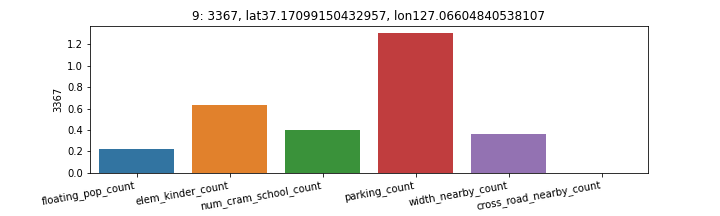 9: 3367, lat37.17099150432957, lon127.06604840538107
3367
1.2
1.0
0.8
0.6
0.4
0.2
0.0
floating_pop_count
elem_kinder_count
num_cram_school_count
parking_count
width_nearby_count
cross_road_nearby_count